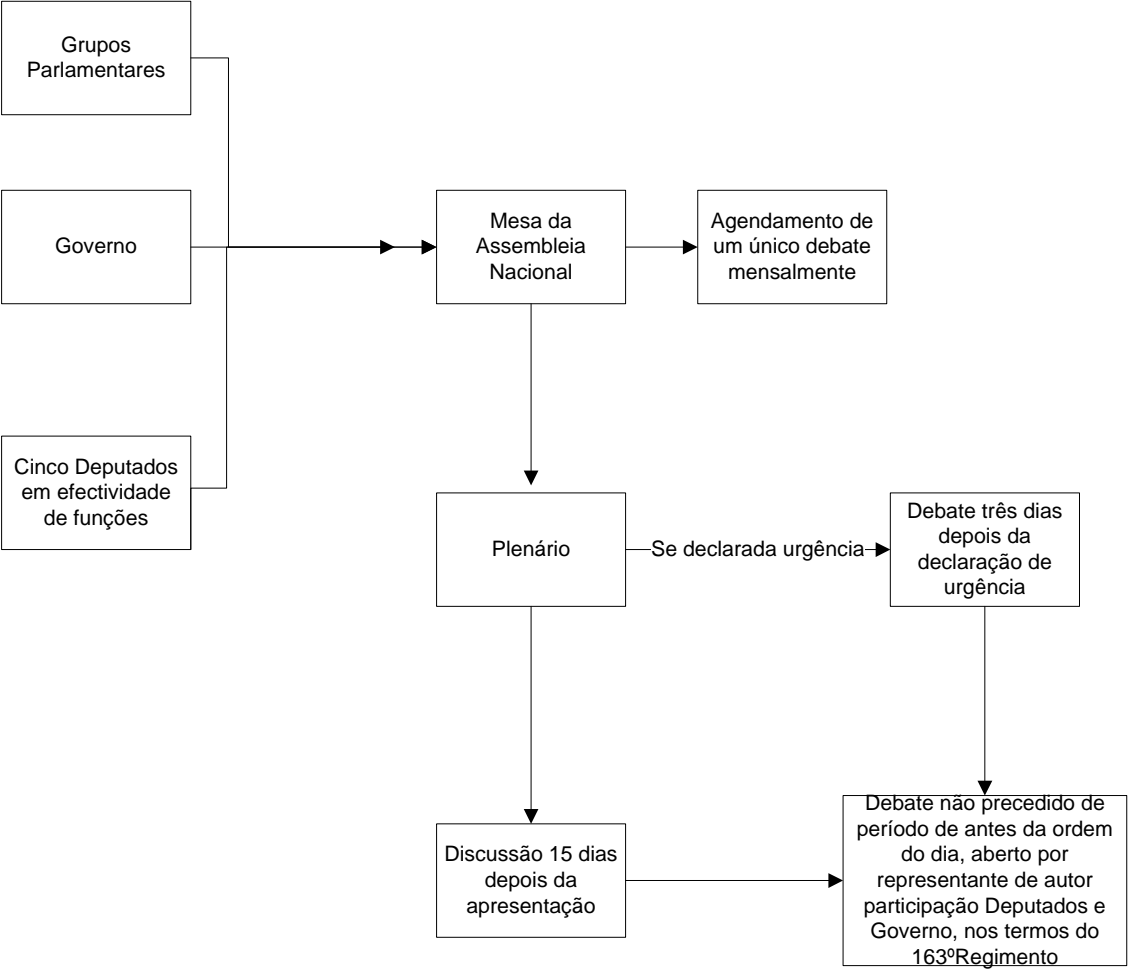 Grupos
Parlamentares
Governo
Mesa da
Assembleia
Nacional
Agendamento de
um único debate
mensalmente
Cinco Deputados
em efectividade
de funções
Plenário
Se declarada urgência
Debate três dias
depois da
declaração de
urgência
Discussão 15 dias
depois da
apresentação
Debate não precedido de
período de antes da ordem
do dia, aberto por
representante de autor
participação Deputados e
Governo, nos termos do
163ºRegimento